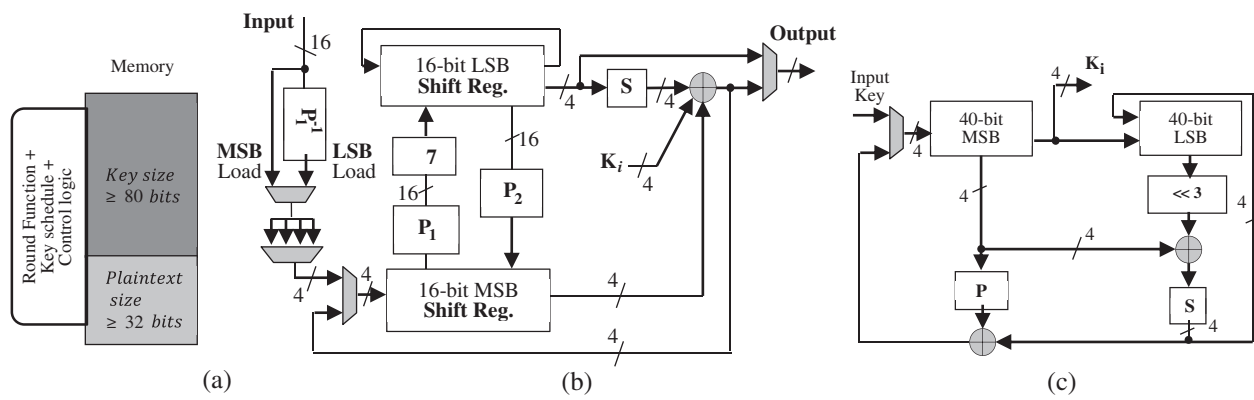 Memory
Round Function +
Key schedule +
Control logic
Key size
≥ 80 bits
Plaintext
size
≥ 32 bits
(a)
Input
16
P₁⁻¹
MSB
Load
LSB
Load
4
4
16-bit LSB
Shift Reg.
7
16
P₁
16
P₂
16-bit MSB
Shift Reg.
4
S
4
Kᵢ
4
4
4
Output
(b)
Input
Key
4
40-bit
MSB
4
Kᵢ
40-bit
LSB
<< 3
4
4
4
P
S
4
(c)